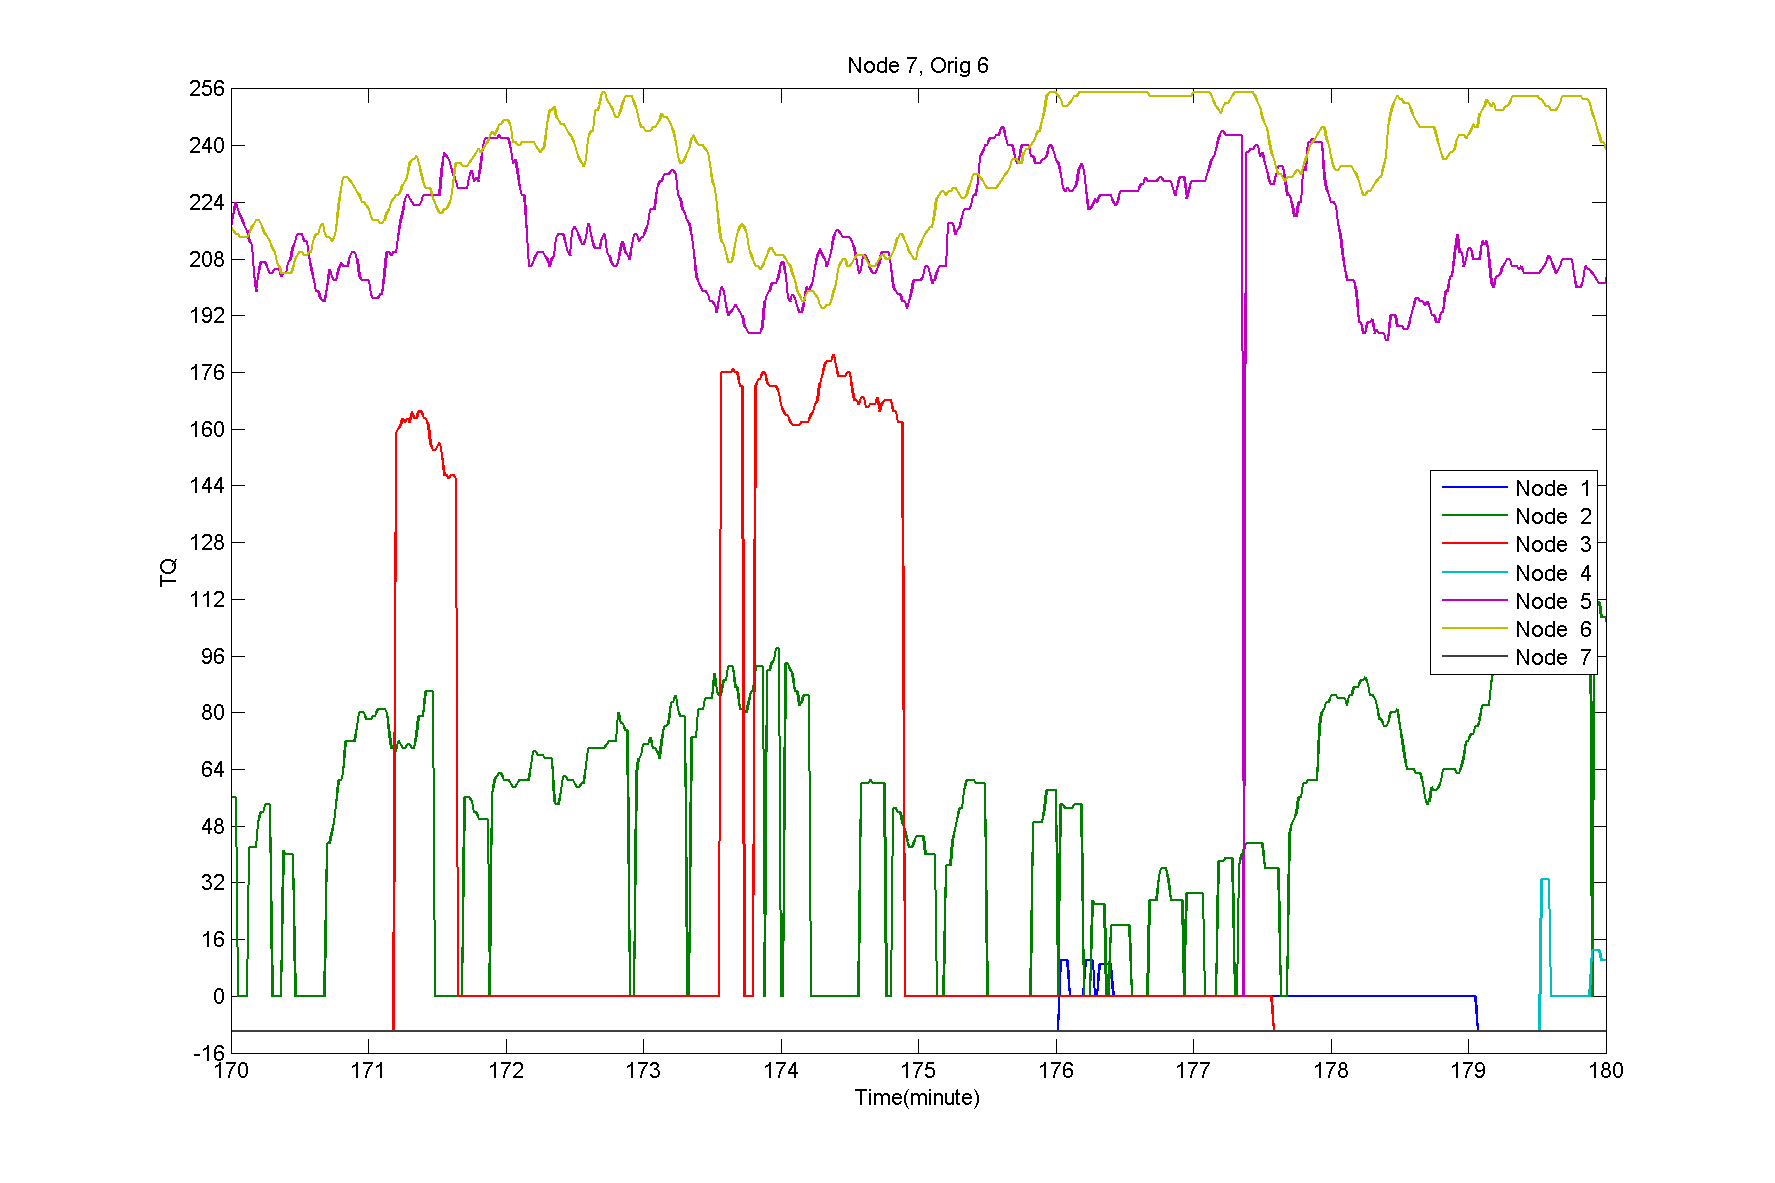 Node 7, Orig 6
256
240
224
208
192
176
160
144
128
112
96
80
64
48
32
16
0
-16
TQ
170 171 172 173 174 175 176 177 178 179 180
Time(minute)
Node 1
Node 2
Node 3
Node 4
Node 5
Node 6
Node 7